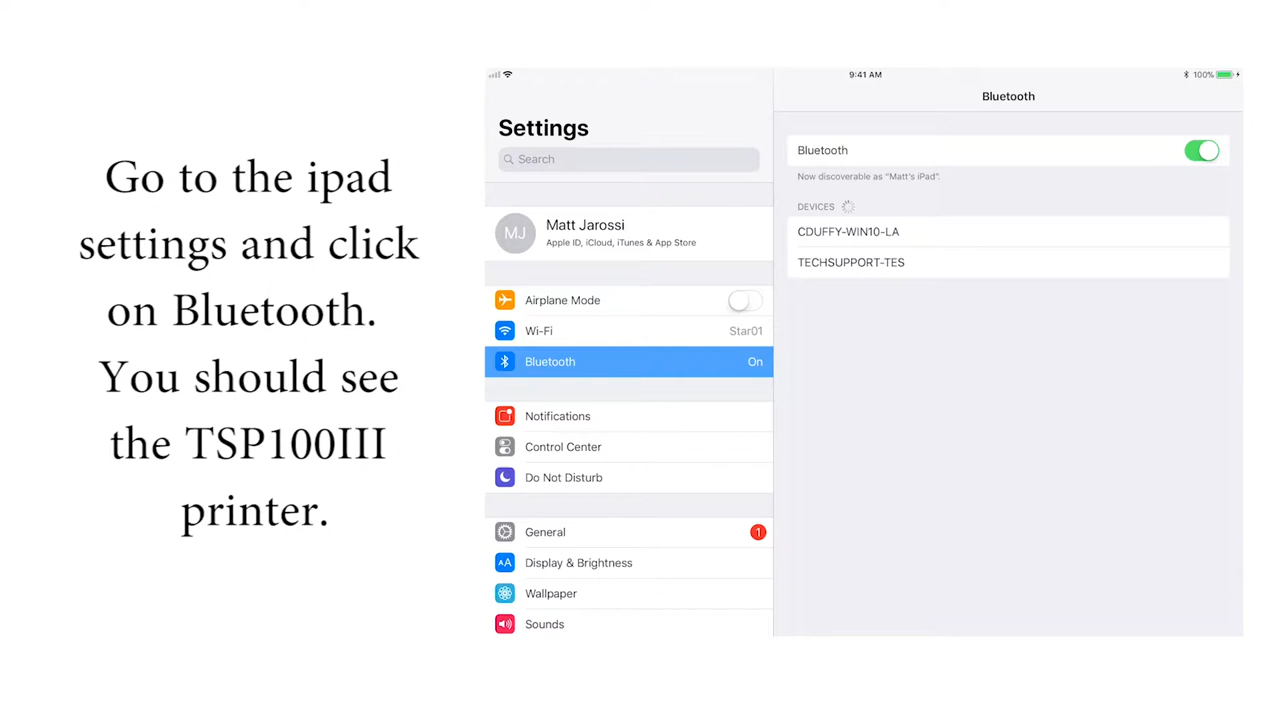 Go to the ipad
settings and click
on Bluetooth.
You should see
the TSP100III
printer.
9:41 AM
100%
Settings
Search
MJ
Matt Jarossi
Apple ID, iCloud, iTunes & App Store
Airplane Mode
Wi-Fi Star01
Bluetooth On
Notifications
Control Center
Do Not Disturb
General 1
AA Display & Brightness
Wallpaper
Sounds
Bluetooth
Bluetooth
Now discoverable as “Matt’s iPad”.
DEVICES
CDUFFY-WIN10-LA
TECHSUPPORT-TES